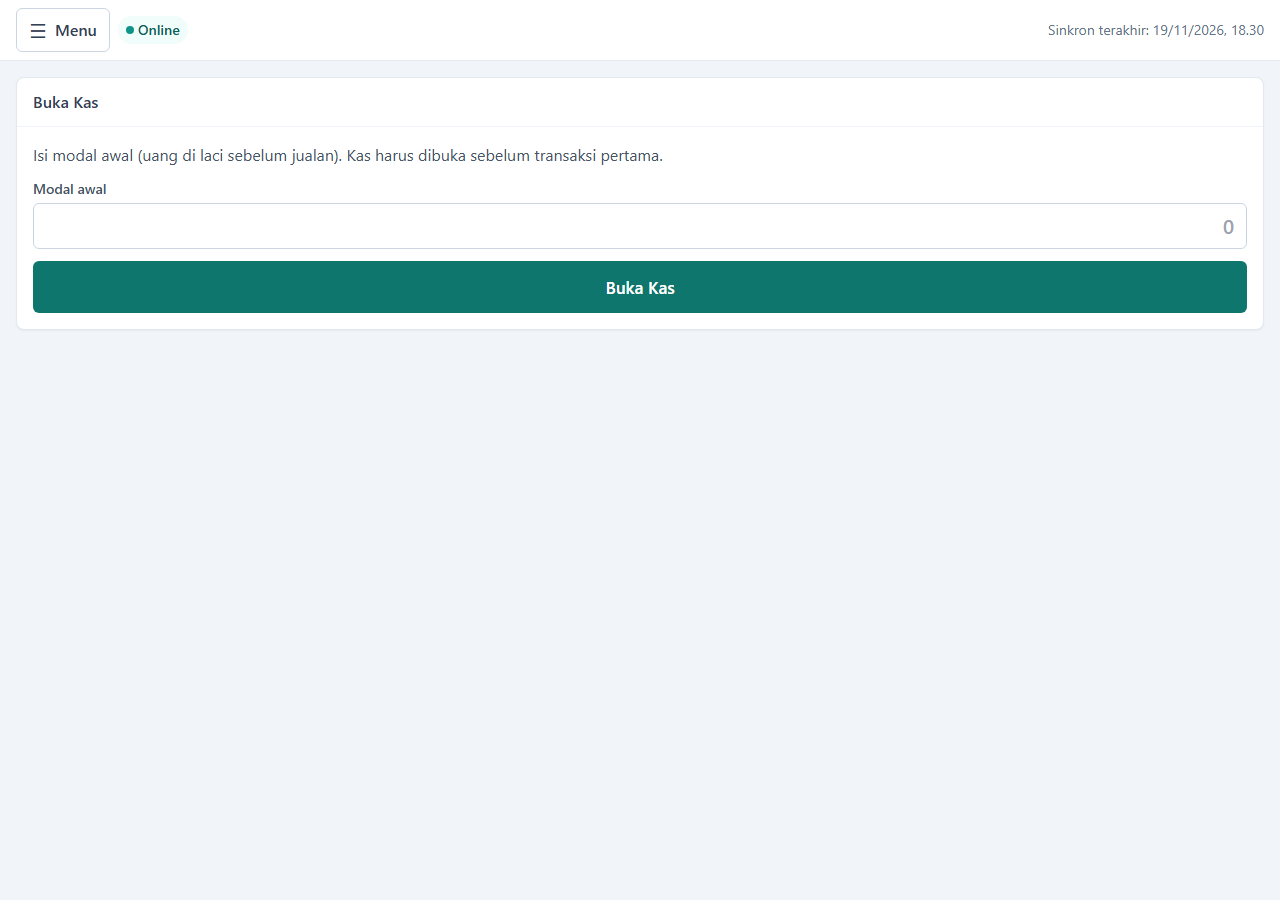 ☰ Menu
Online
Sinkron terakhir: 19/11/2026, 18.30
Buka Kas
Isi modal awal (uang di laci sebelum jualan). Kas harus dibuka sebelum transaksi pertama.
Modal awal
0
Buka Kas